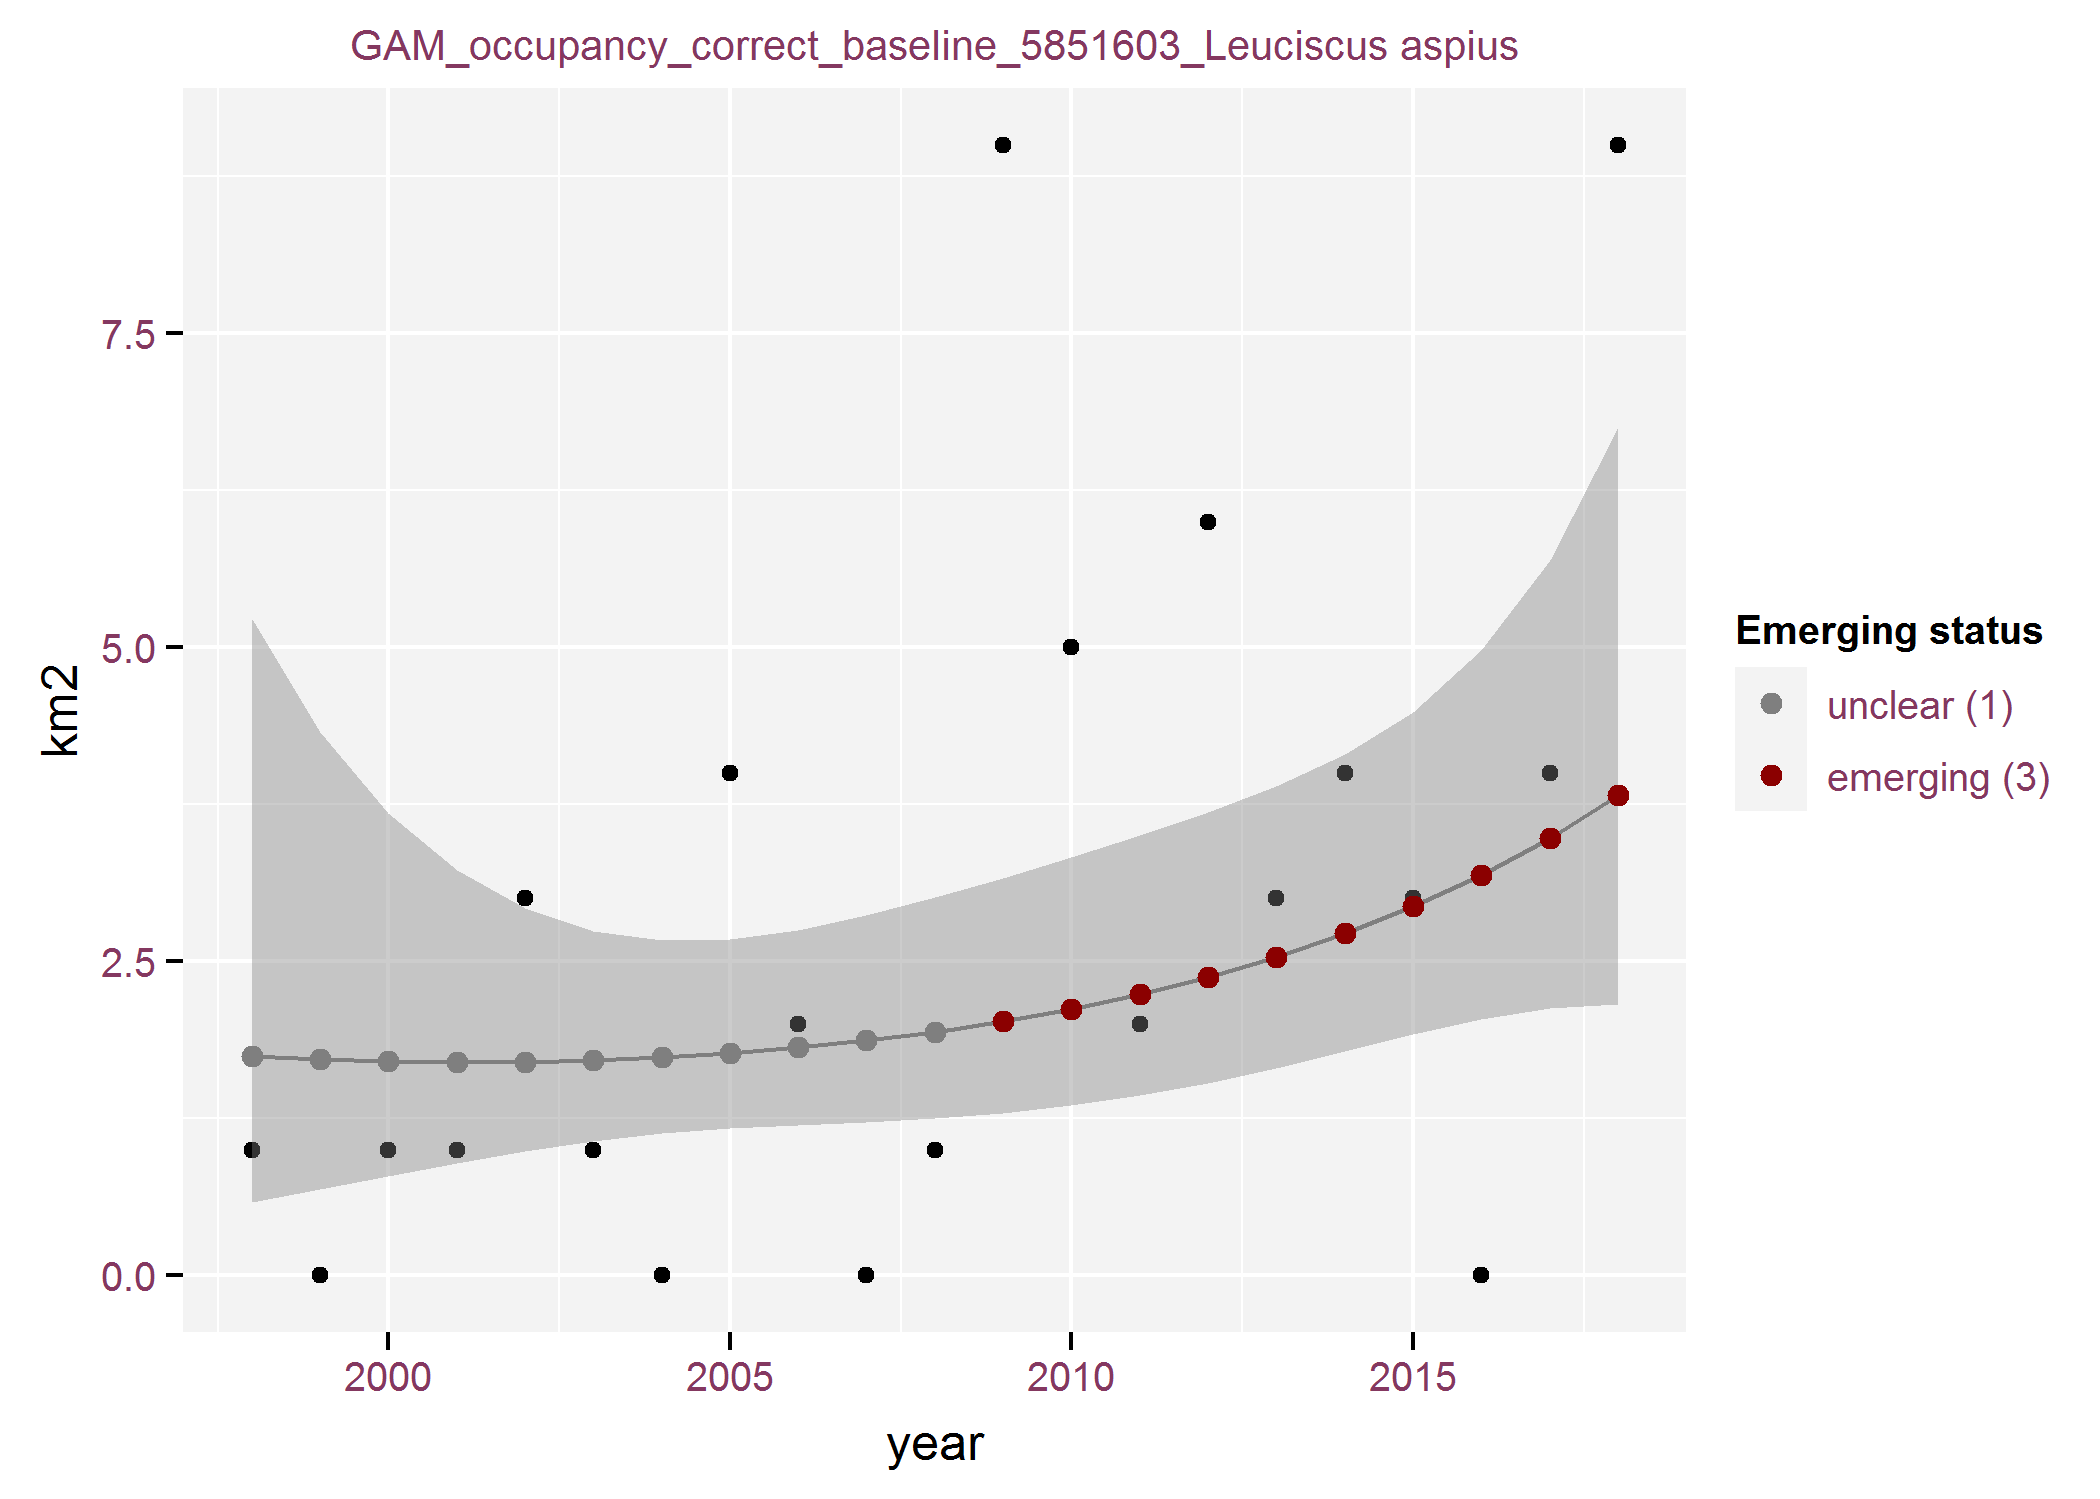 GAM_occupancy_correct_baseline_5851603_Leuciscus aspius
km2
7.5
5.0
2.5
0.0
2000
2005
2010
2015
year
Emerging status
unclear (1)
emerging (3)